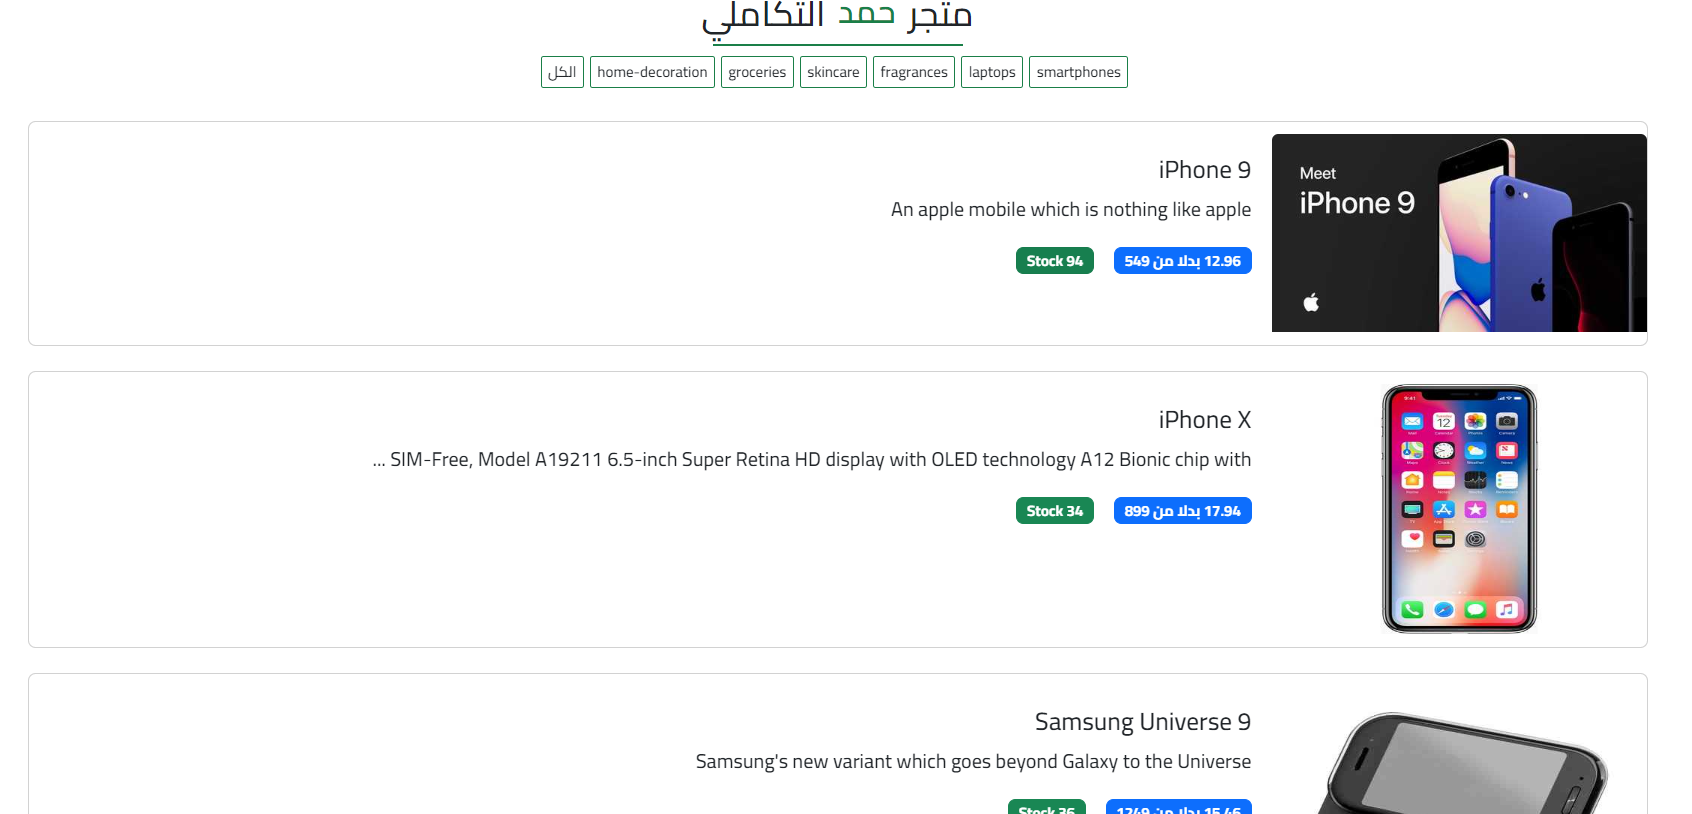 متجر حمد التكاملي
smartphones laptops fragrances skincare groceries home-decoration الكل
Meet
iPhone 9
iPhone 9
An apple mobile which is nothing like apple
12.96 بدلا من 549
Stock 94
iPhone X
SIM-Free, Model A19211 6.5-inch Super Retina HD display with OLED technology A12 Bionic chip with ...
17.94 بدلا من 899
Stock 34
Samsung Universe 9
Samsung's new variant which goes beyond Galaxy to the Universe
15.46 بدلا من 1249
Stock 36